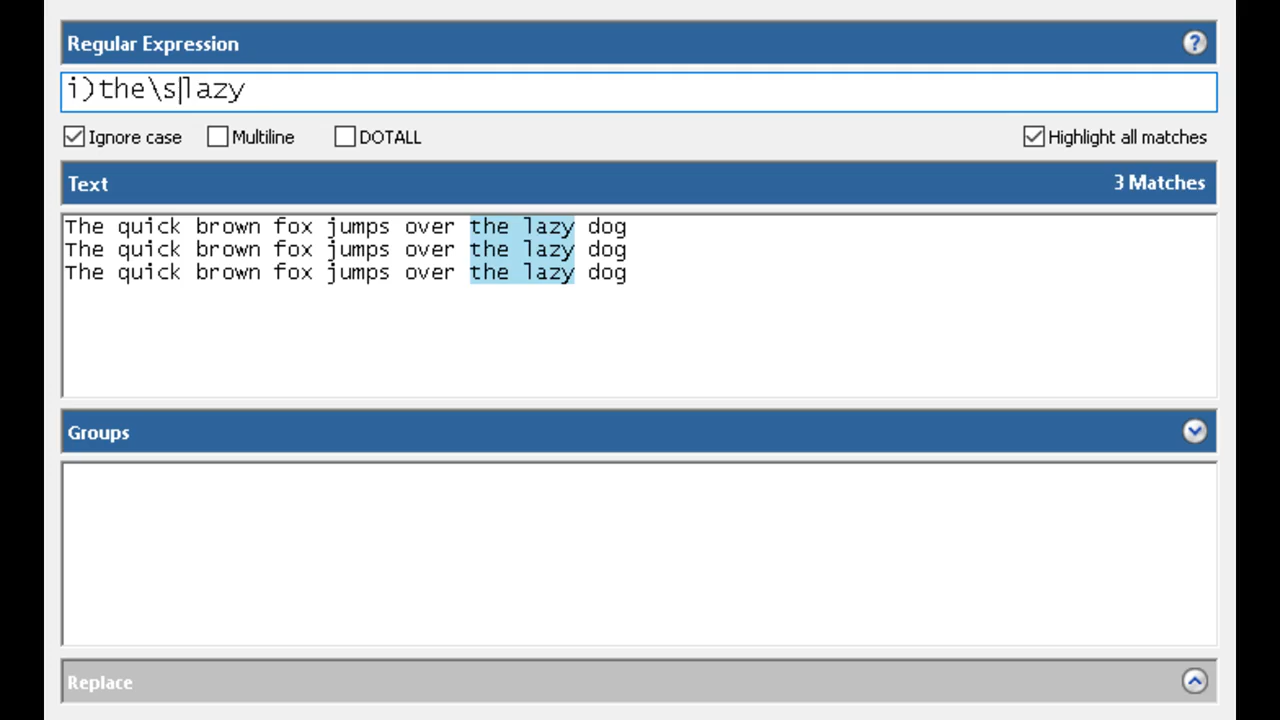 Regular Expression
i)the\slazy
Ignore case Multiline DOTALL Highlight all matches
Text 3 Matches
The quick brown fox jumps over the lazy dog
The quick brown fox jumps over the lazy dog
The quick brown fox jumps over the lazy dog
Groups
Replace